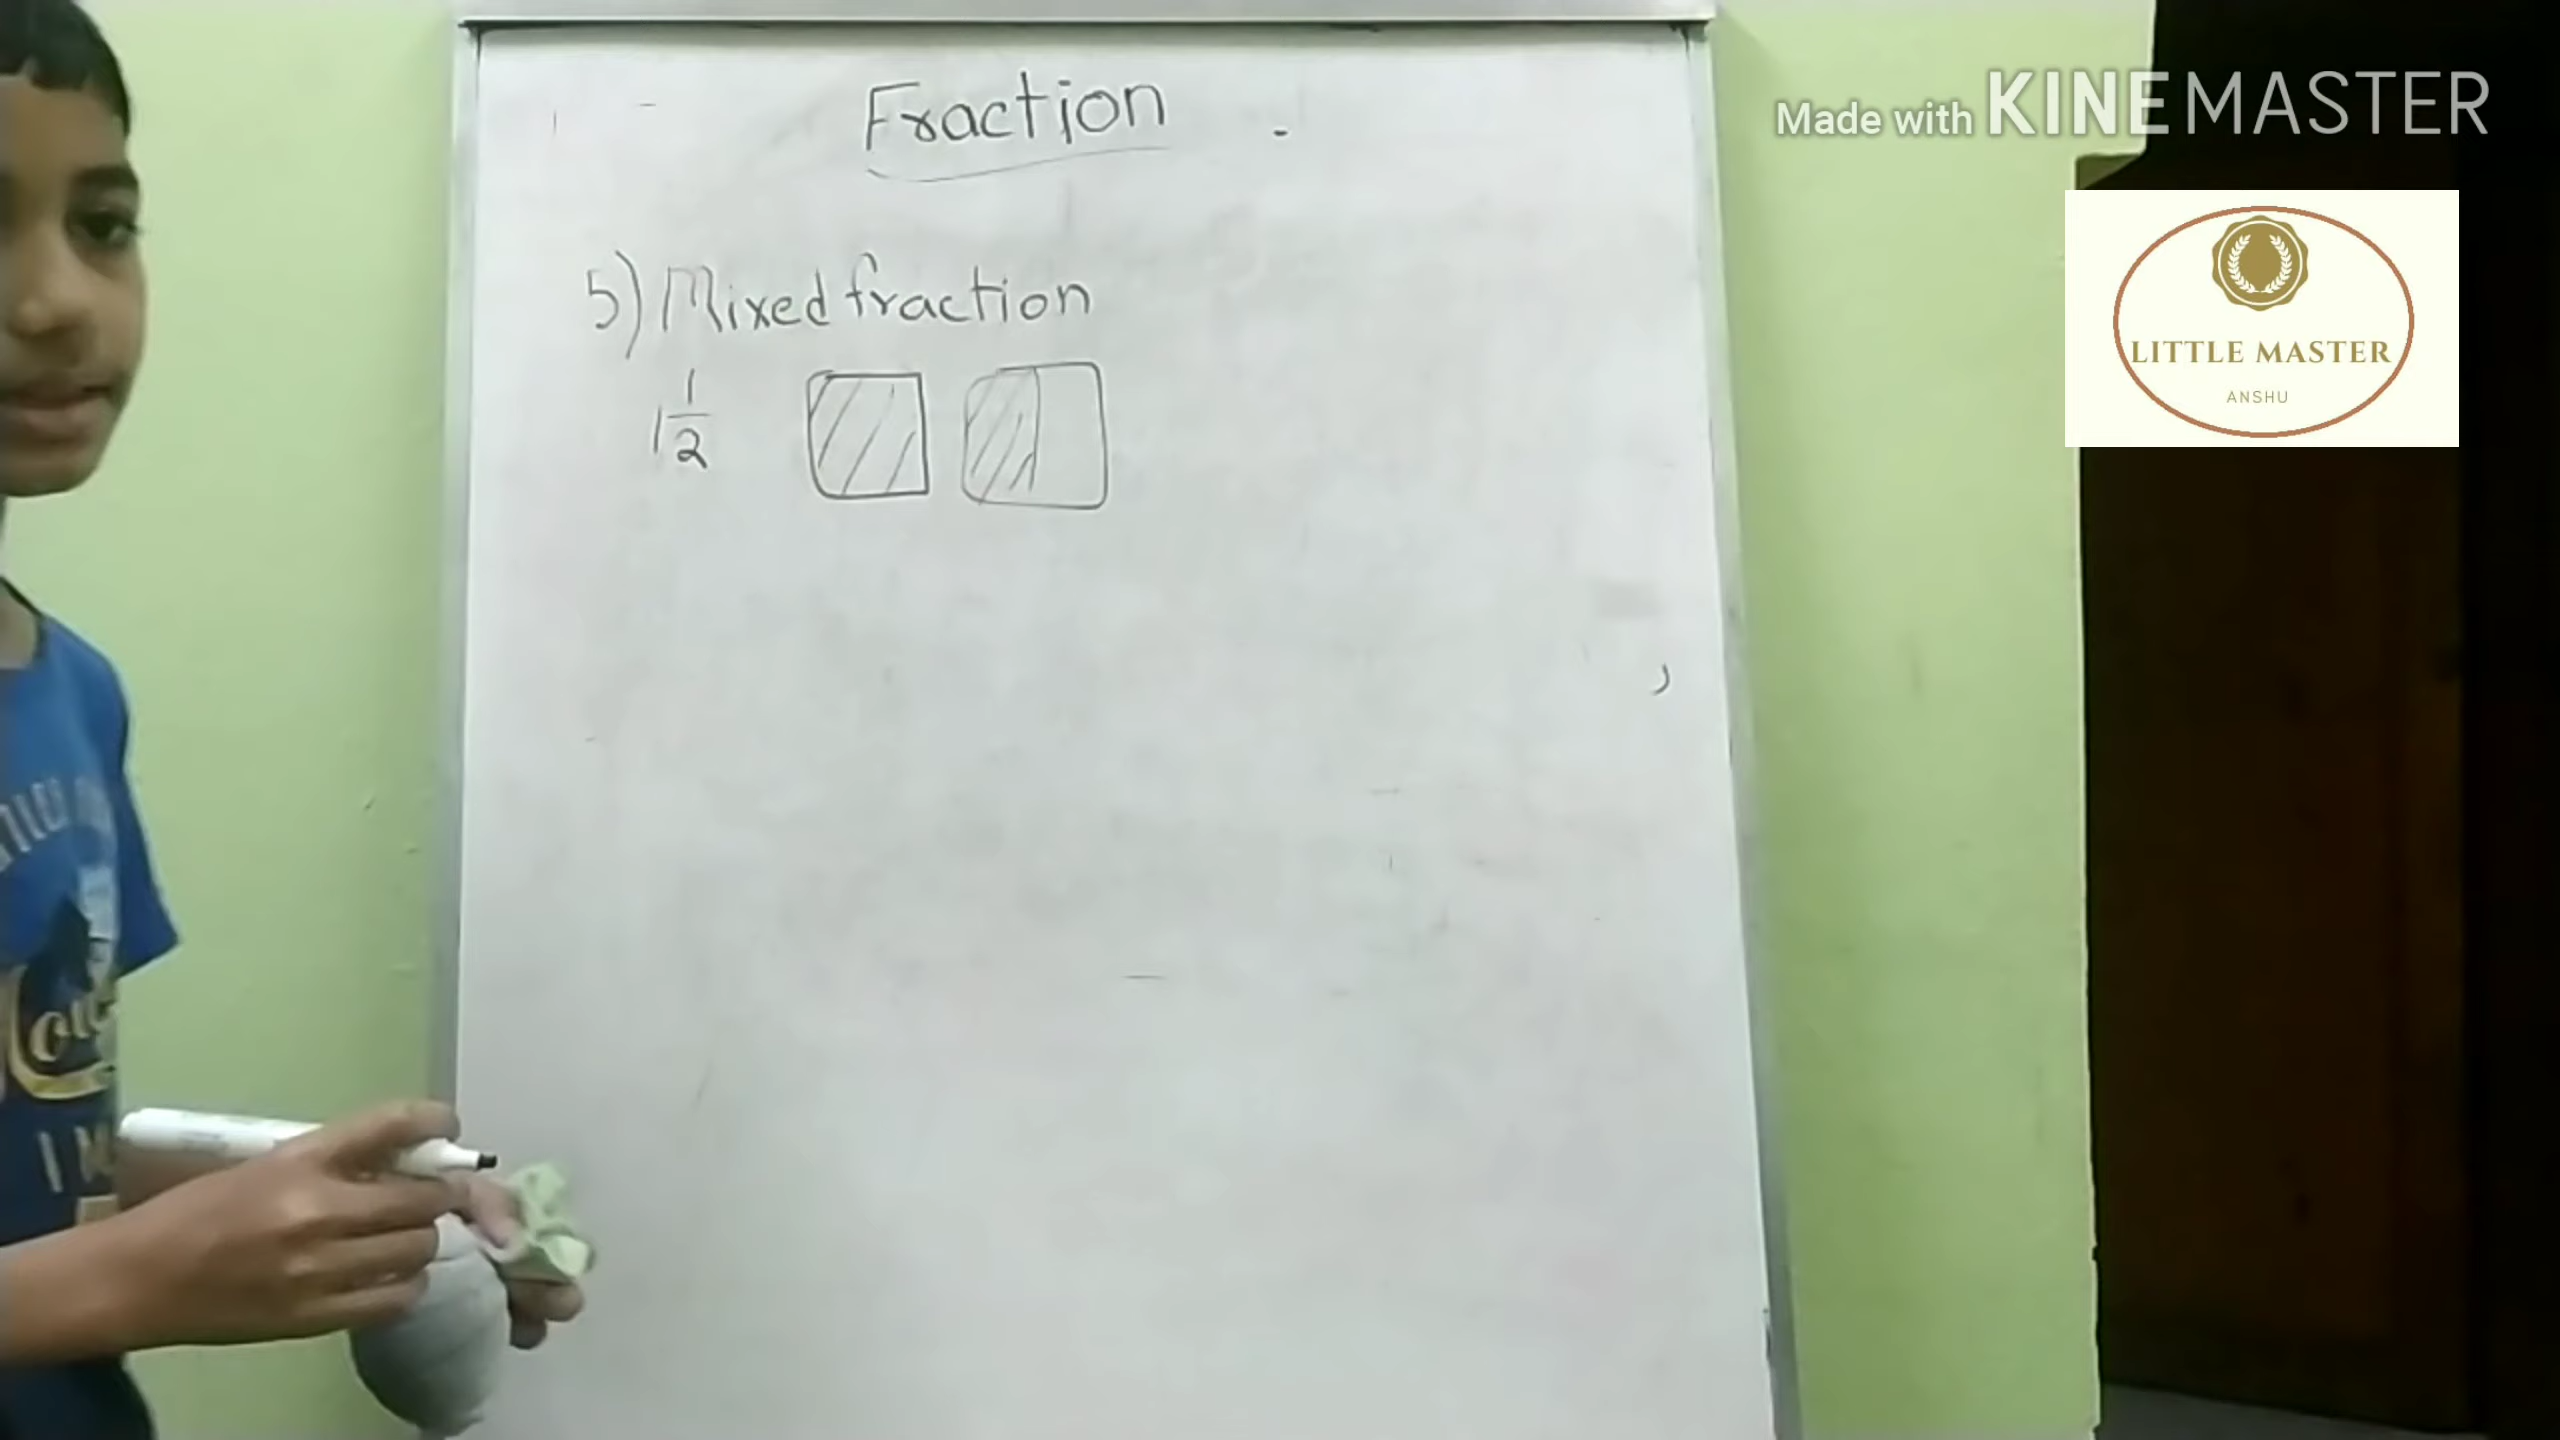 Fraction
Made with KINEMASTER
5) Mixed fraction
1 1/2
LITTLE MASTER
ANSHU